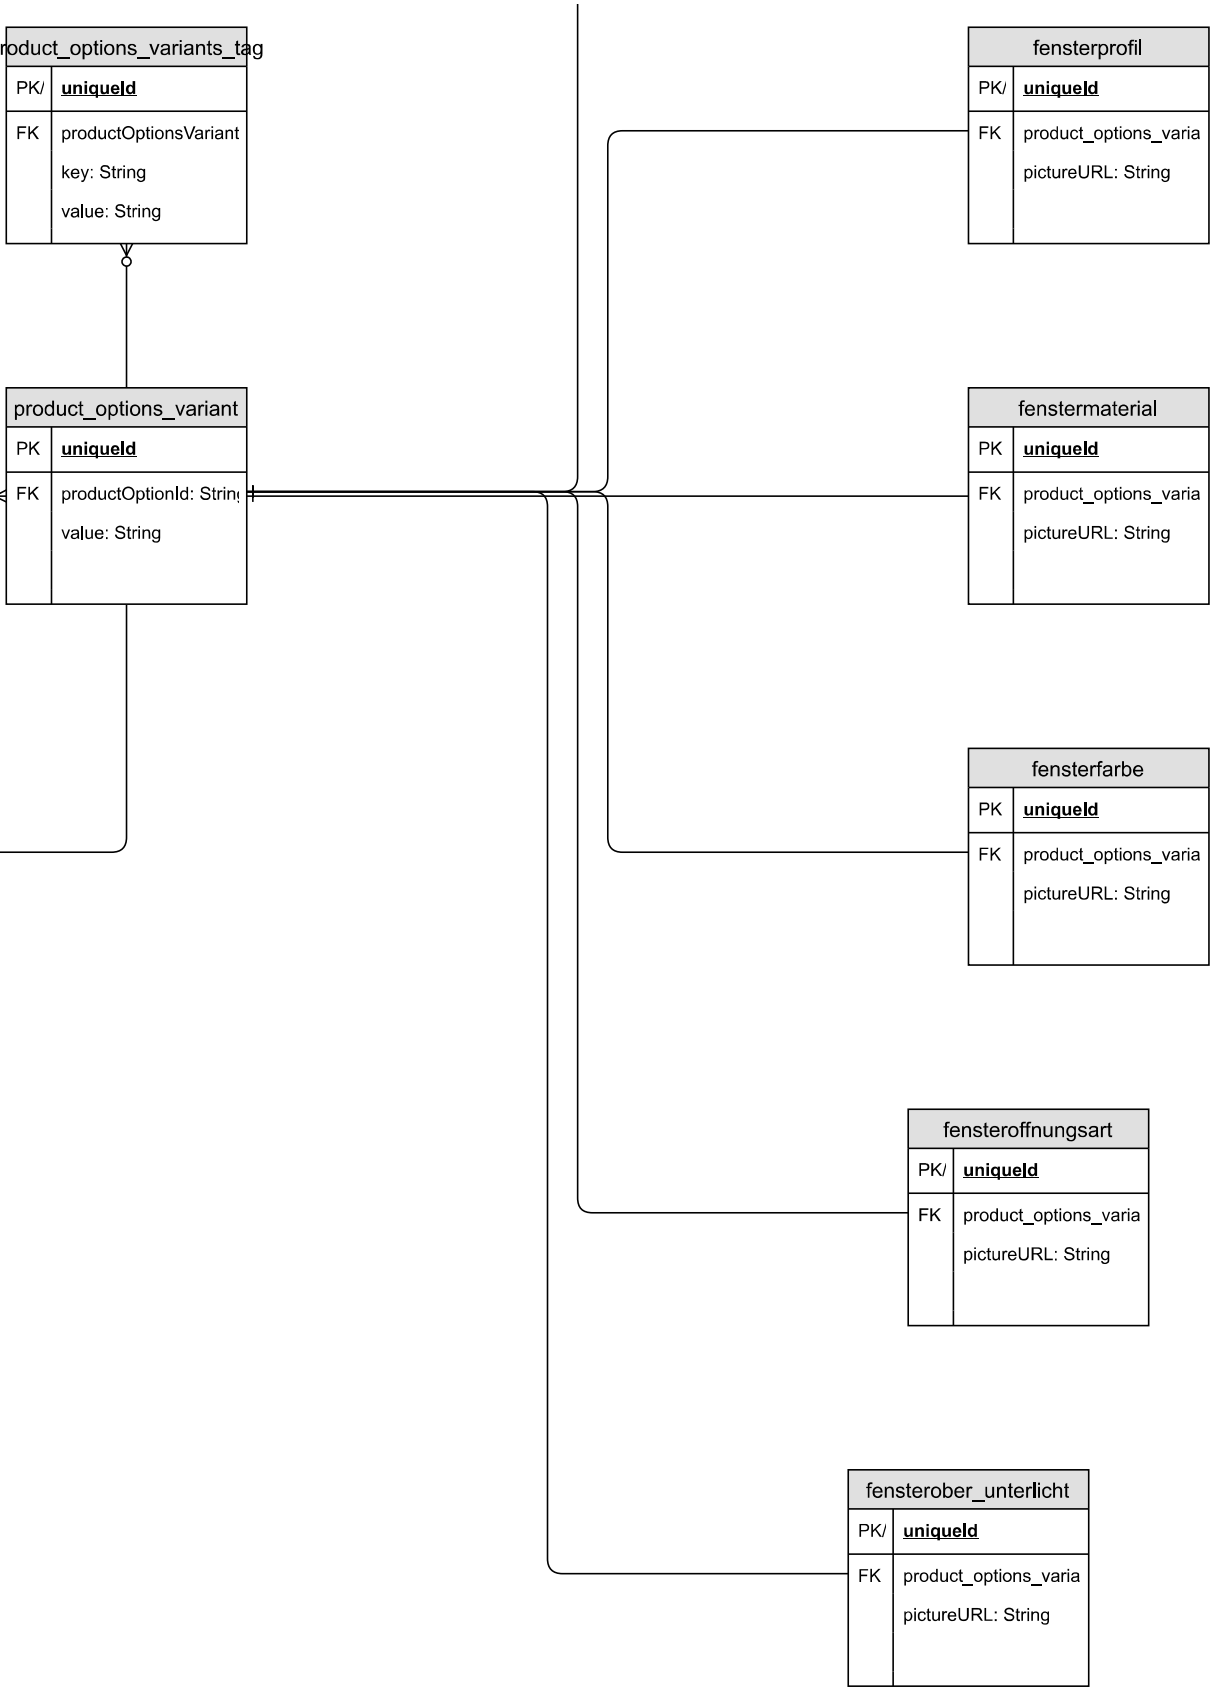 roduct_options_variants_tag
PK/ uniqueId
FK productOptionsVariant
key: String
value: String
product_options_variant
PK uniqueId
FK productOptionId: String
value: String
fensterprofil
PK/ uniqueId
FK product_options_varia
pictureURL: String
fenstermaterial
PK uniqueId
FK product_options_varia
pictureURL: String
fensterfarbe
PK uniqueId
FK product_options_varia
pictureURL: String
fensteroffnungsart
PK/ uniqueId
FK product_options_varia
pictureURL: String
fensterober_unterlicht
PK/ uniqueId
FK product_options_varia
pictureURL: String